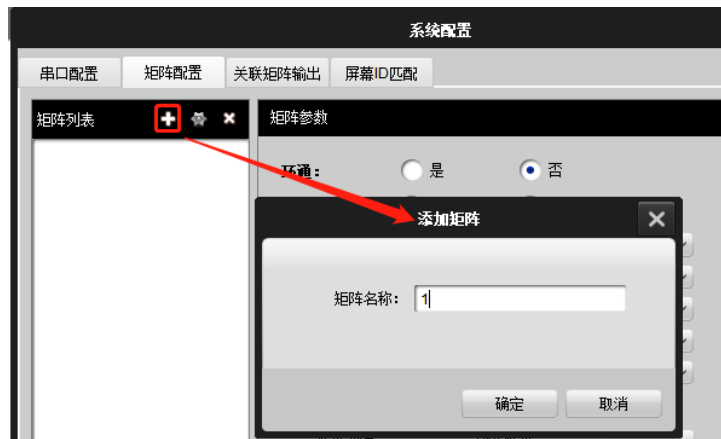 系统配置
串口配置 矩阵配置 关联矩阵输出 屏幕ID匹配
矩阵列表 矩阵参数
环通： 是 否
添加矩阵
矩阵名称： 1
确定 取消